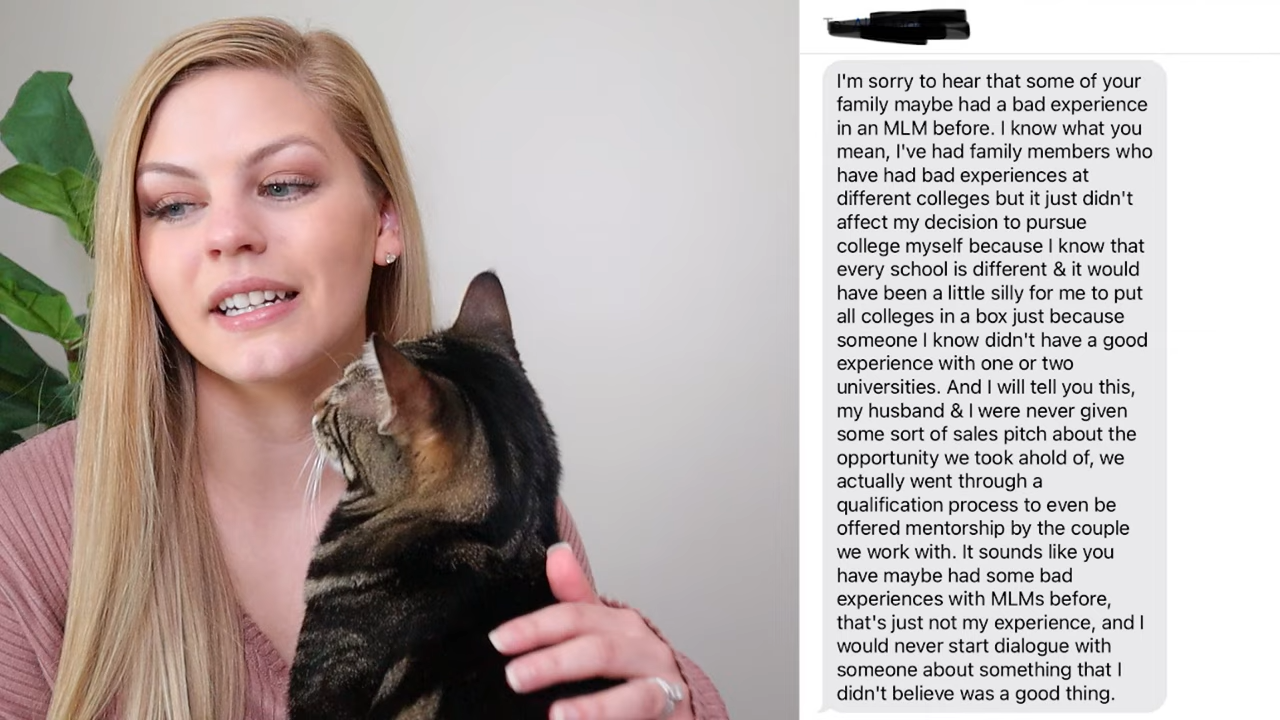 I'm sorry to hear that some of your
family maybe had a bad experience
in an MLM before. I know what you
mean, I've had family members who
have had bad experiences at
different colleges but it just didn't
affect my decision to pursue
college myself because I know that
every school is different & it would
have been a little silly for me to put
all colleges in a box just because
someone I know didn't have a good
experience with one or two
universities. And I will tell you this,
my husband & I were never given
some sort of sales pitch about the
opportunity we took ahold of, we
actually went through a
qualification process to even be
offered mentorship by the couple
we work with. It sounds like you
have maybe had some bad
experiences with MLMs before,
that's just not my experience, and I
would never start dialogue with
someone about something that I
didn't believe was a good thing.